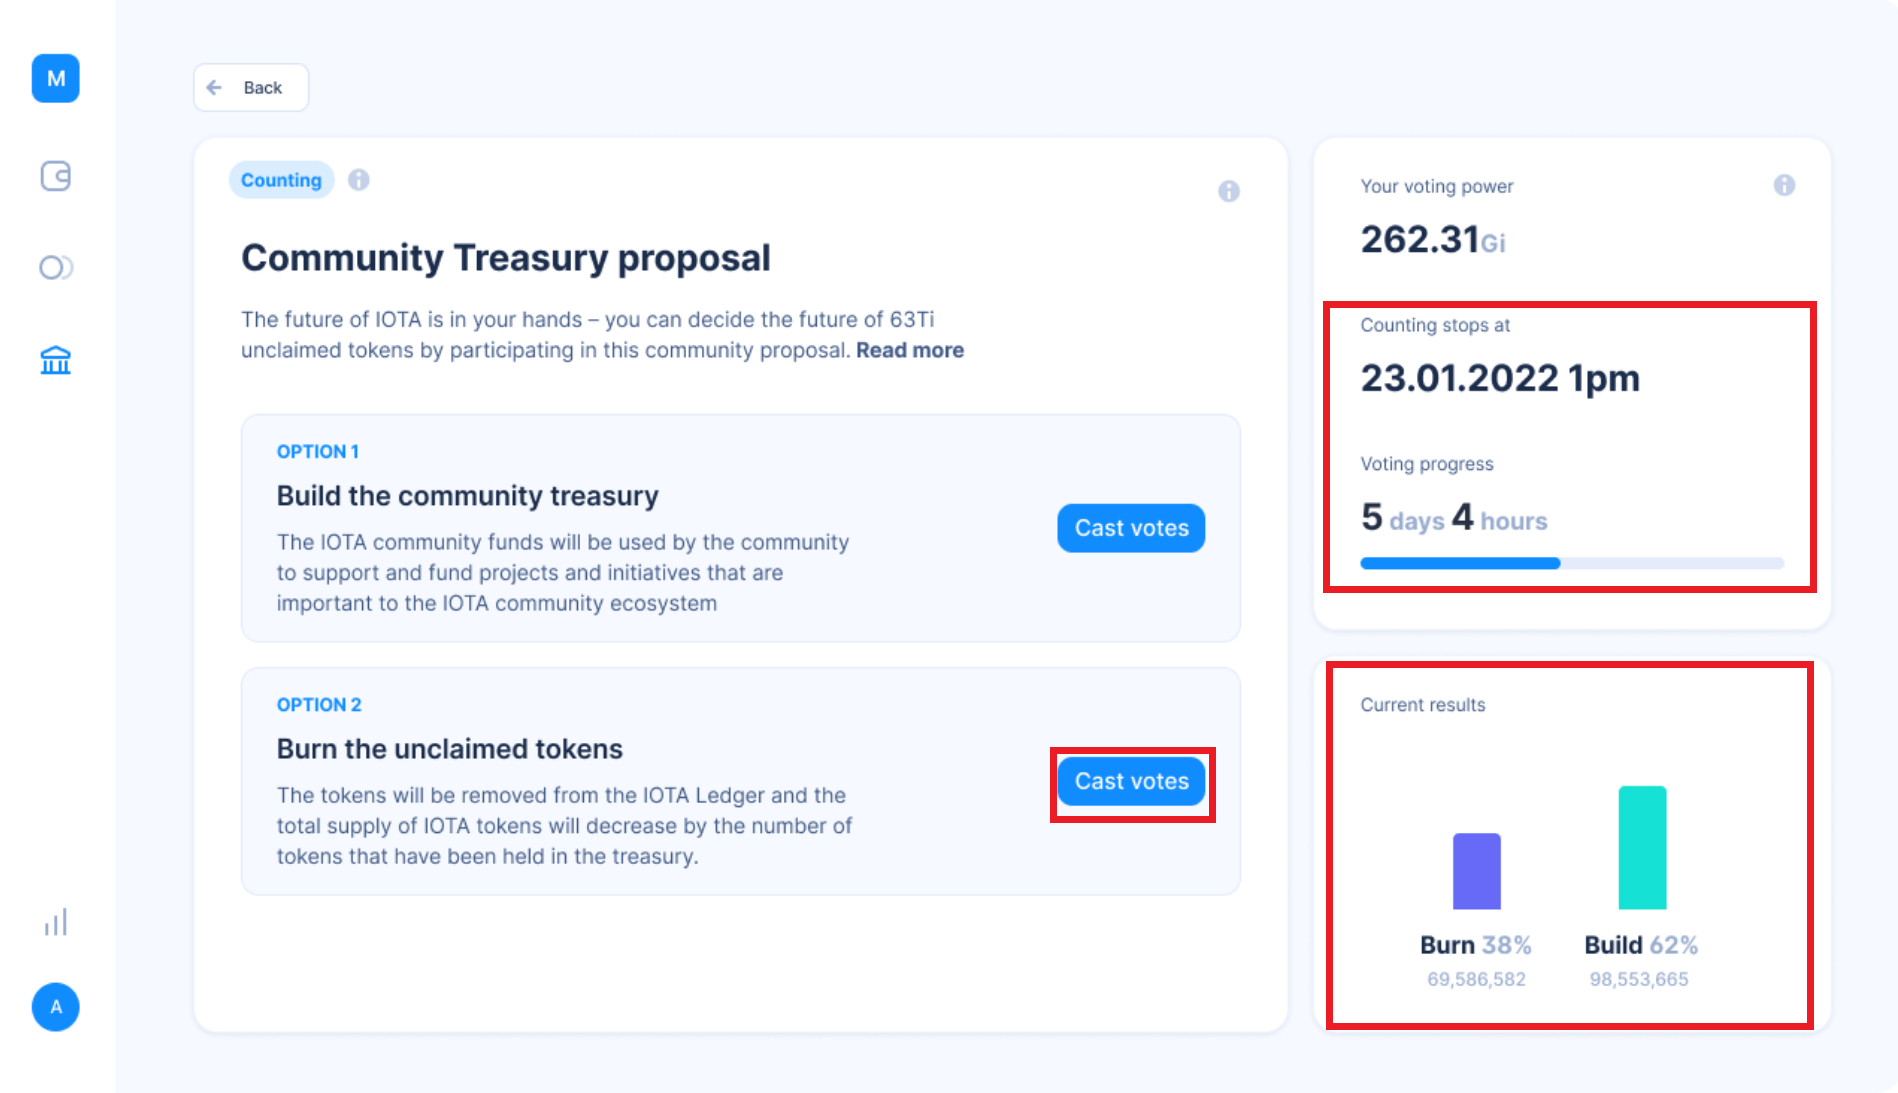 M
Back
Counting
Community Treasury proposal
The future of IOTA is in your hands – you can decide the future of 63Ti
unclaimed tokens by participating in this community proposal. Read more
OPTION 1
Build the community treasury
The IOTA community funds will be used by the community
to support and fund projects and initiatives that are
important to the IOTA community ecosystem
Cast votes
OPTION 2
Burn the unclaimed tokens
The tokens will be removed from the IOTA Ledger and the
total supply of IOTA tokens will decrease by the number of
tokens that have been held in the treasury.
Cast votes
Your voting power
262.31Gi
Counting stops at
23.01.2022 1pm
Voting progress
5 days 4 hours
Current results
Burn 38%
69,586,582
Build 62%
98,553,665
A